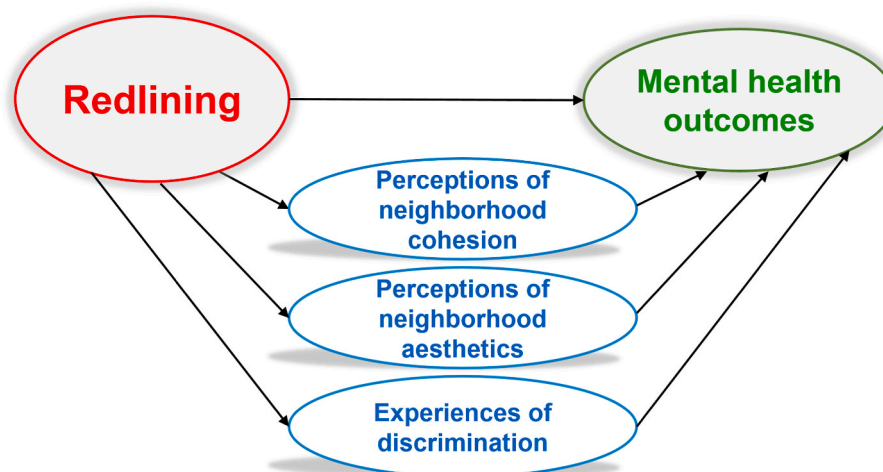 Redlining
Mental health
outcomes
Perceptions of
neighborhood
cohesion
Perceptions of
neighborhood
aesthetics
Experiences of
discrimination